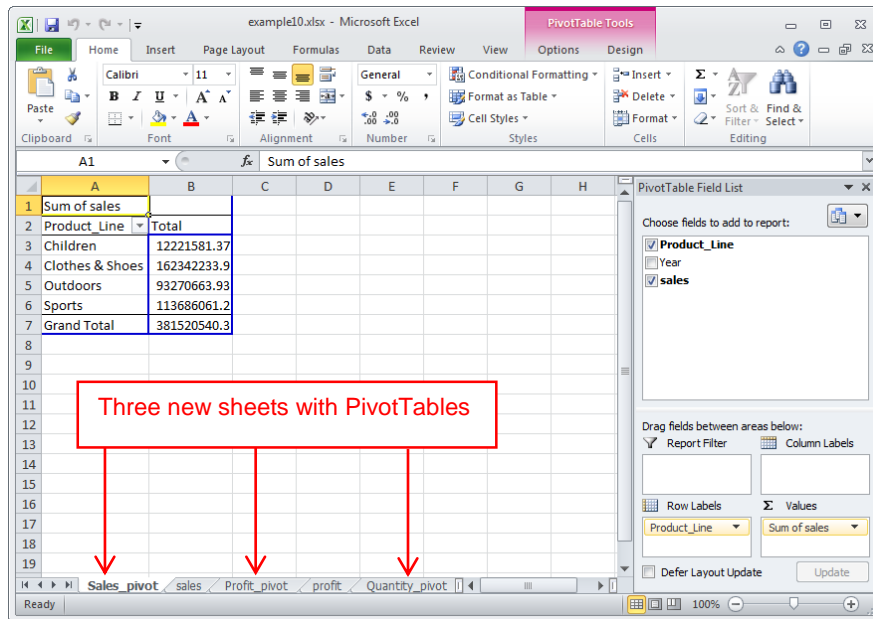 example10.xlsx - Microsoft Excel
PivotTable Tools
File Home Insert Page Layout Formulas Data Review View Options Design
Calibri 11 General Conditional Formatting Insert Σ
Paste B I U A A $ % , Format as Table Delete Sort & Find &
A .00 .0 Cell Styles Format Filter Select
Clipboard Font Alignment Number Styles Cells Editing
A1 fx Sum of sales
A B C D E F G H
1 Sum of sales
2 Product_Line Total
3 Children 12221581.37
4 Clothes & Shoes 162342233.9
5 Outdoors 93270663.93
6 Sports 113686061.2
7 Grand Total 381520540.3
8
9
10
11
12
13
14
15
16
17
18
19
Three new sheets with PivotTables
PivotTable Field List
Choose fields to add to report:
Product_Line
Year
sales
Drag fields between areas below:
Report Filter Column Labels
Row Labels Σ Values
Product_Line Sum of sales
Defer Layout Update Update
Sales_pivot sales Profit_pivot profit Quantity_pivot
Ready 100%